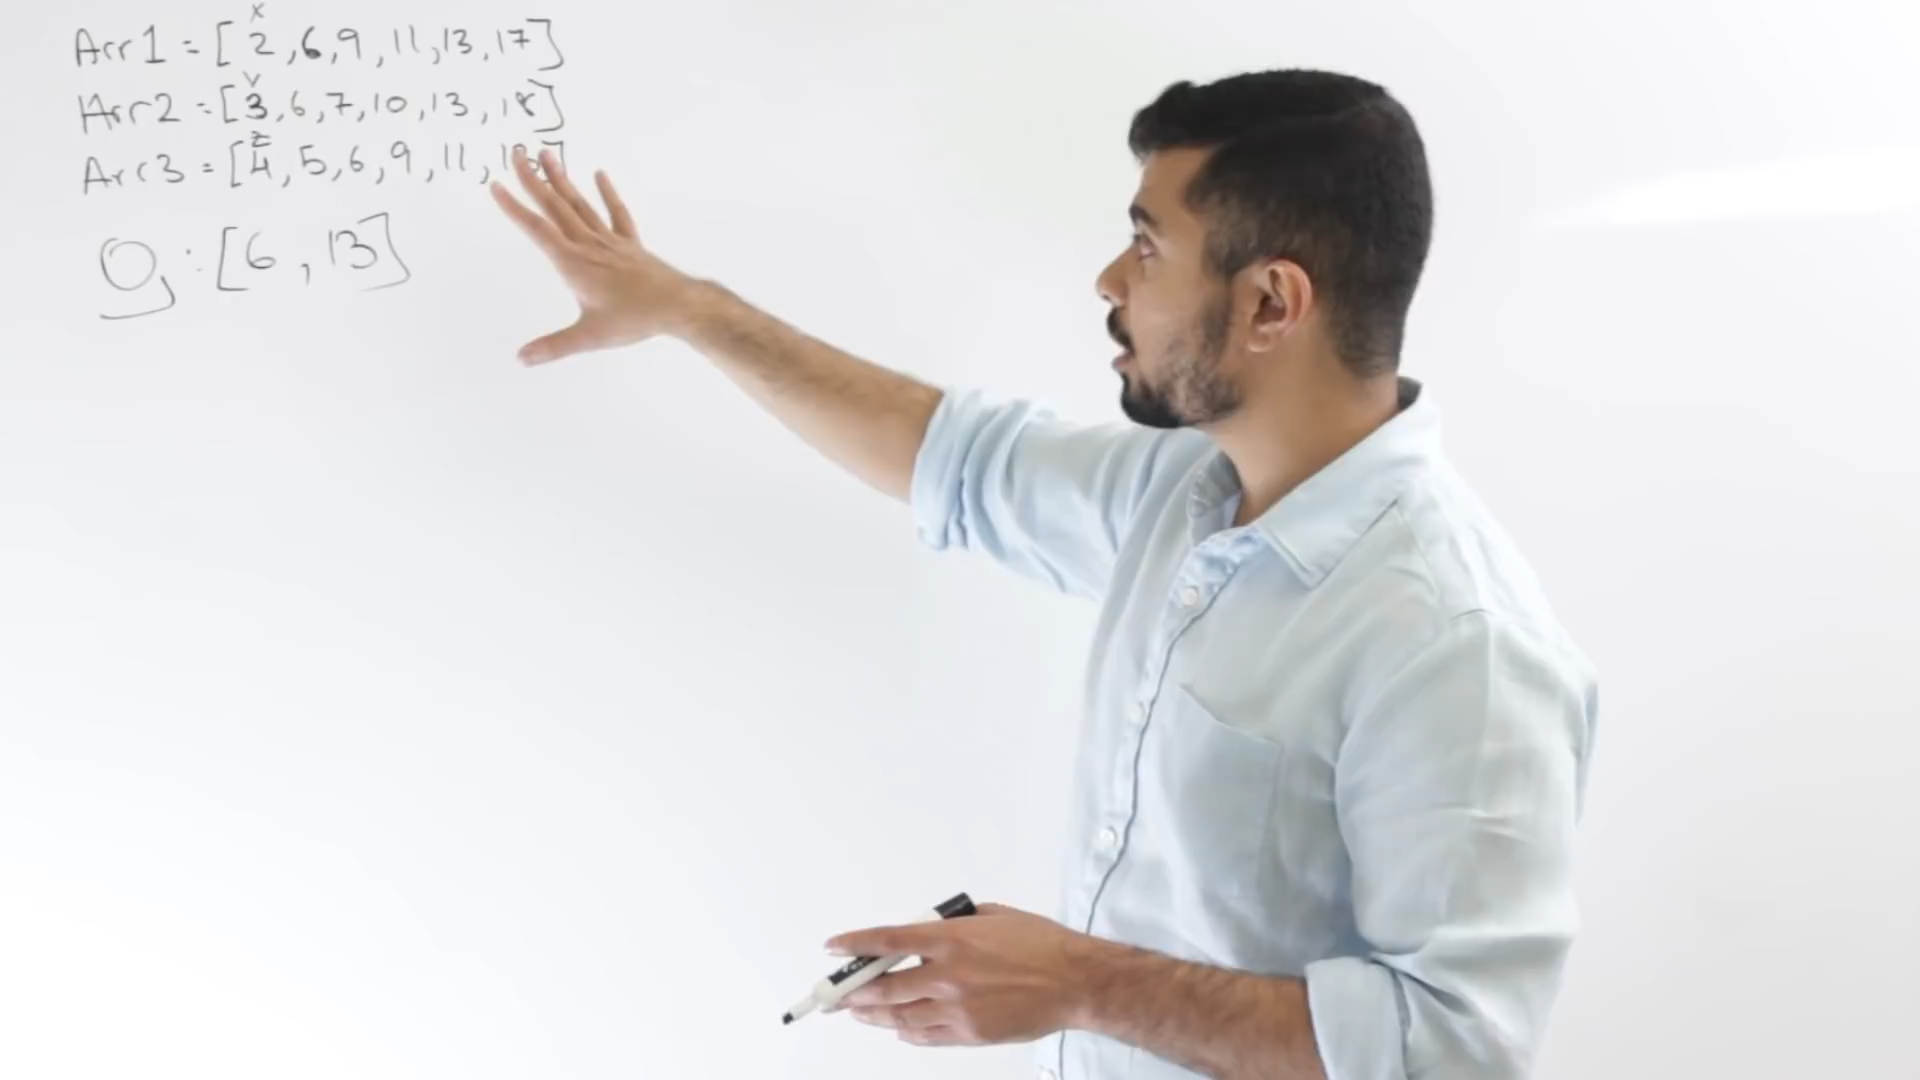 x
Arr1 = [2, 6, 9, 11, 13, 17]
y
Arr2 = [3, 6, 7, 10, 13, 18]
z
Arr3 = [4, 5, 6, 9, 11,
O: [6, 13]